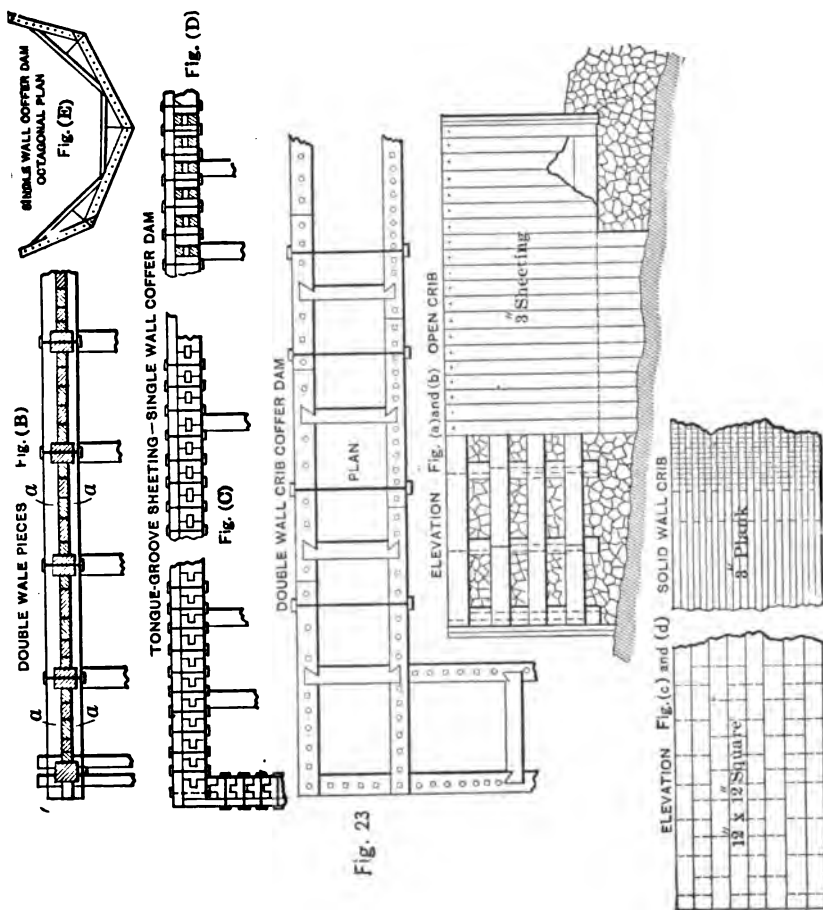 DOUBLE WALE PIECES Fig. (B)
a
a
a
a
SINGLE WALL COFFER DAM
OCTAGONAL PLAN
Fig. (E)
TONGUE-GROOVE SHEETING—SINGLE WALL COFFER DAM
Fig. (C)
Fig. (D)
Fig. 23
DOUBLE WALL CRIB COFFER DAM
PLAN
ELEVATION Fig. (a) and (b) OPEN CRIB
3" Sheeting
ELEVATION Fig. (c) and (d) SOLID WALL CRIB
12" x 12" Square
3" Plank